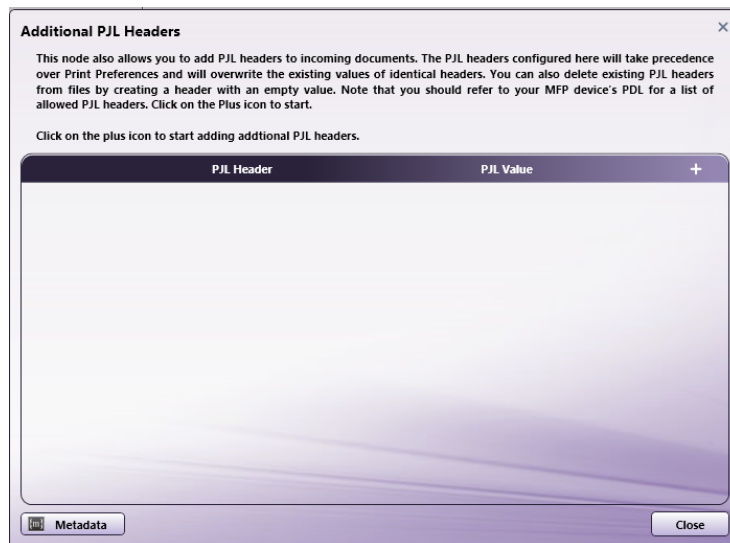 Additional PJL Headers
This node also allows you to add PJL headers to incoming documents. The PJL headers configured here will take precedence
over Print Preferences and will overwrite the existing values of identical headers. You can also delete existing PJL headers
from files by creating a header with an empty value. Note that you should refer to your MFP device's PDL for a list of
allowed PJL headers. Click on the Plus icon to start.
Click on the plus icon to start adding addtional PJL headers.
PJL Header PJL Value +
[m] Metadata Close